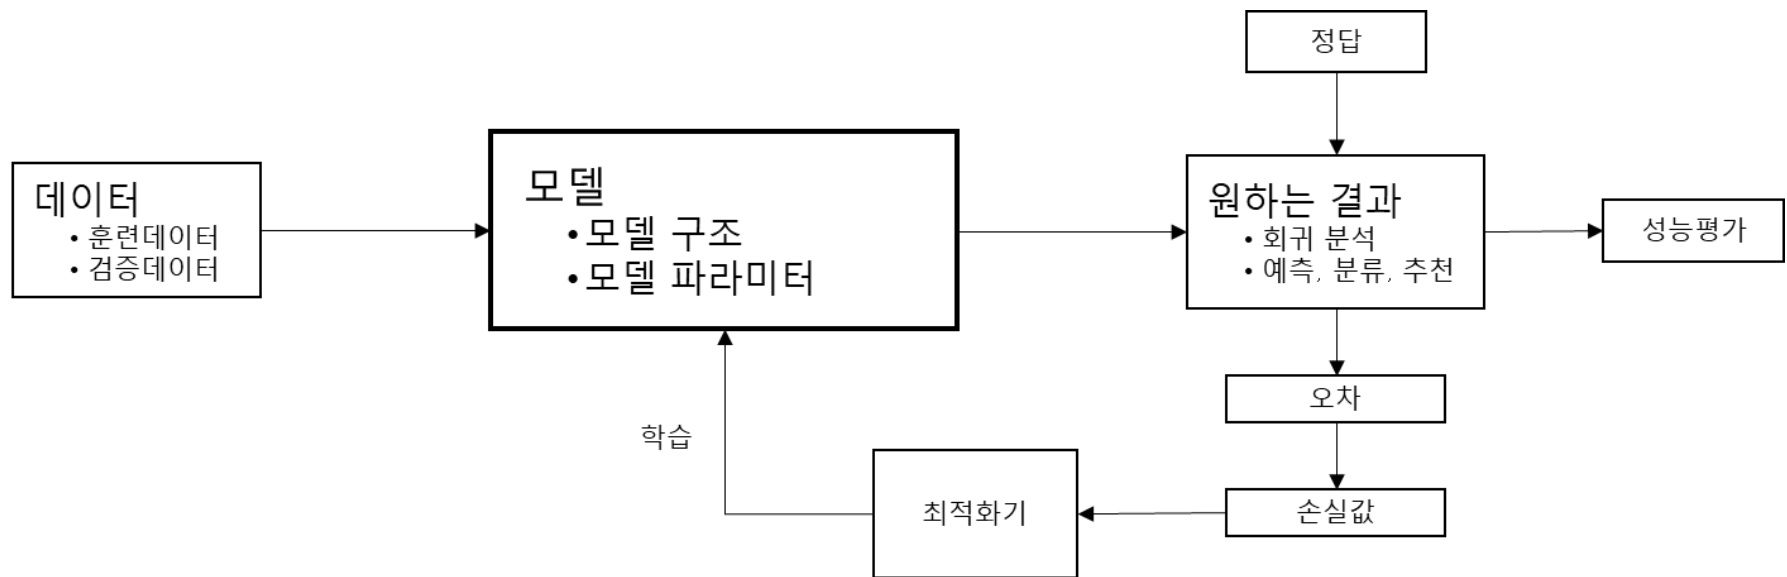 정답
데이터
• 훈련데이터
• 검증데이터
모델
• 모델 구조
• 모델 파라미터
원하는 결과
• 회귀 분석
• 예측, 분류, 추천
성능평가
오차
학습
최적화기
손실값